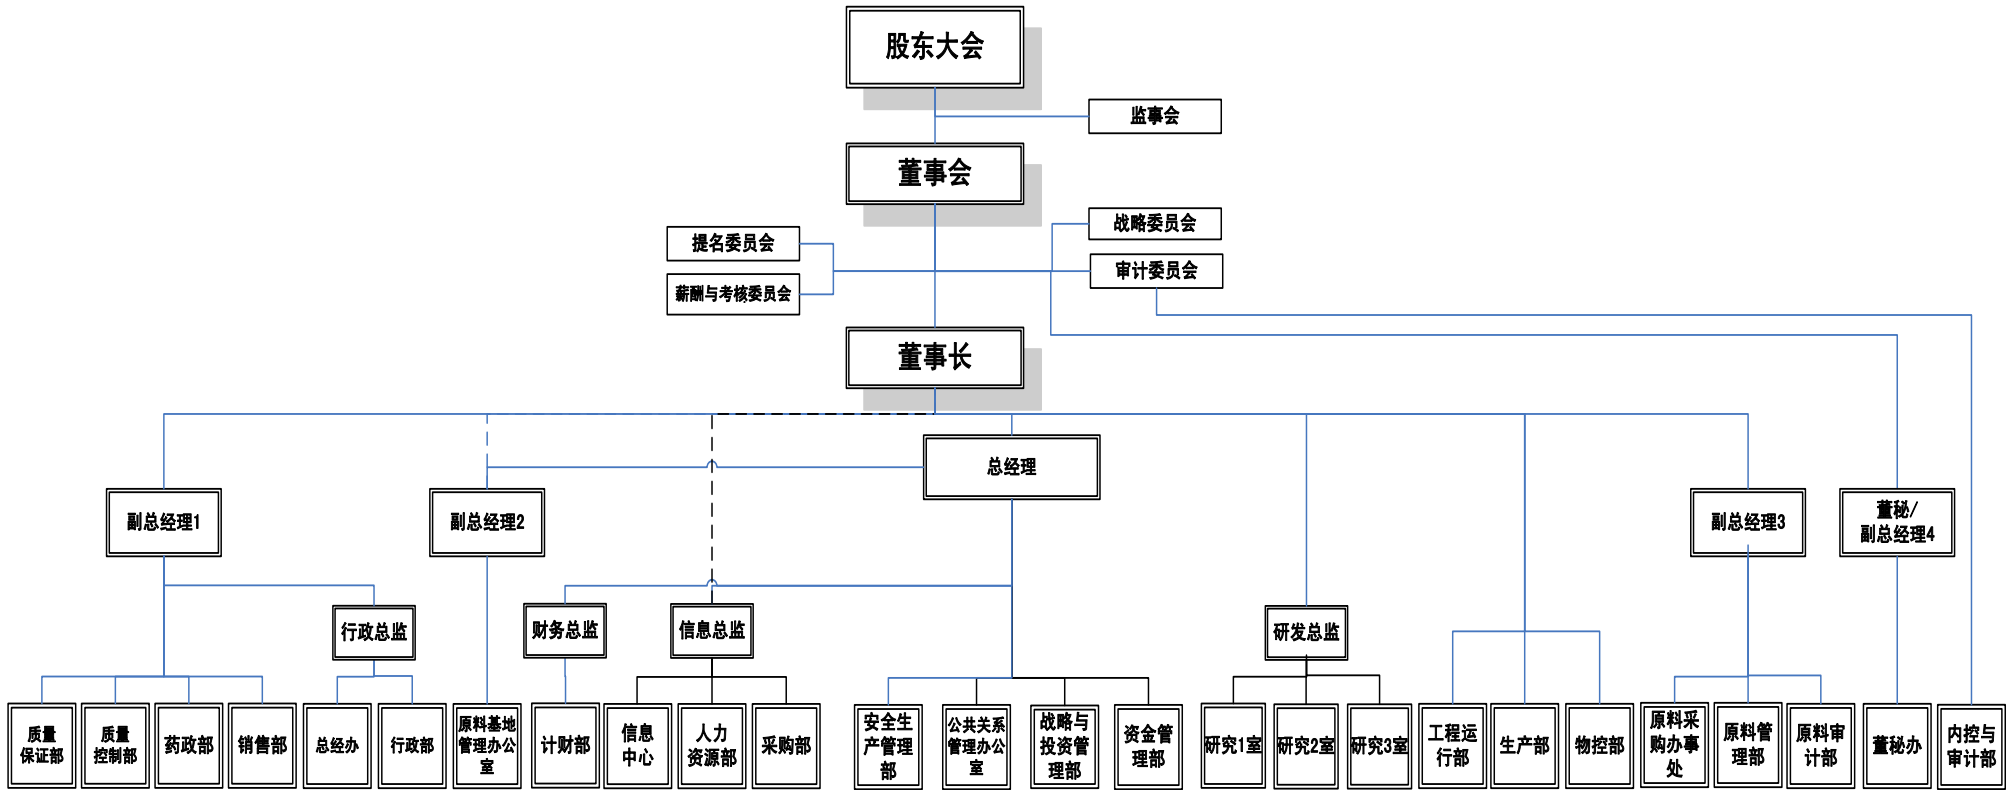 股东大会
监事会
董事会
战略委员会
提名委员会
审计委员会
薪酬与考核委员会
董事长
总经理
副总经理1
副总经理2
副总经理3
董秘/
副总经理4
行政总监
财务总监
信息总监
研发总监
质量
保证部
质量
控制部
药政部
销售部
总经办
行政部
原料基地
管理办公
室
计财部
信息
中心
人力
资源部
采购部
安全生
产管理
部
公共关系
管理办公
室
战略与
投资管
理部
资金管
理部
研究1室
研究2室
研究3室
工程运
行部
生产部
物控部
原料采
购办事
处
原料管
理部
原料审
计部
董秘办
内控与
审计部